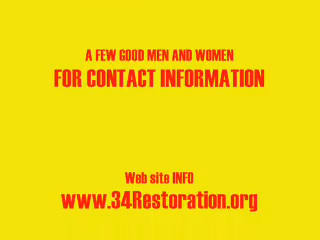 A FEW GOOD MEN AND WOMEN
FOR CONTACT INFORMATION
Web site INFO
www.34Restoration.org